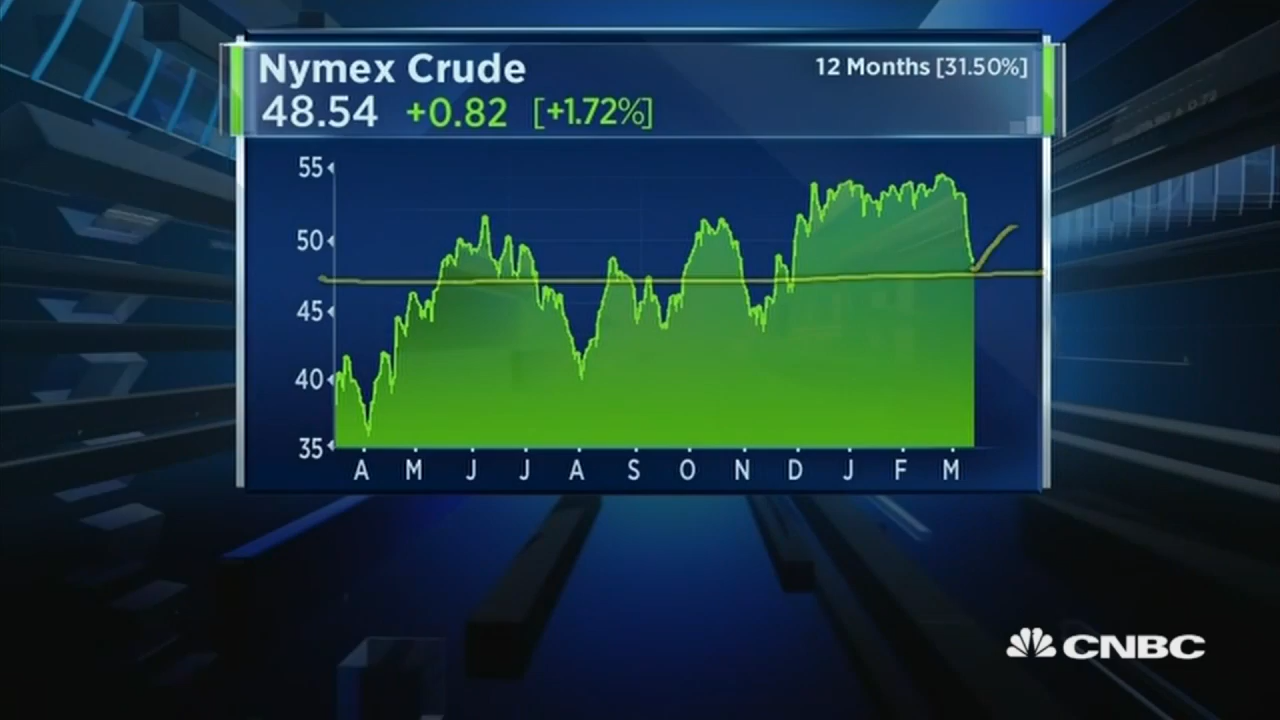 Nymex Crude
12 Months [31.50%]
48.54 +0.82 [+1.72%]
55
50
45
40
35
A M J J A S O N D J F M
CNBC